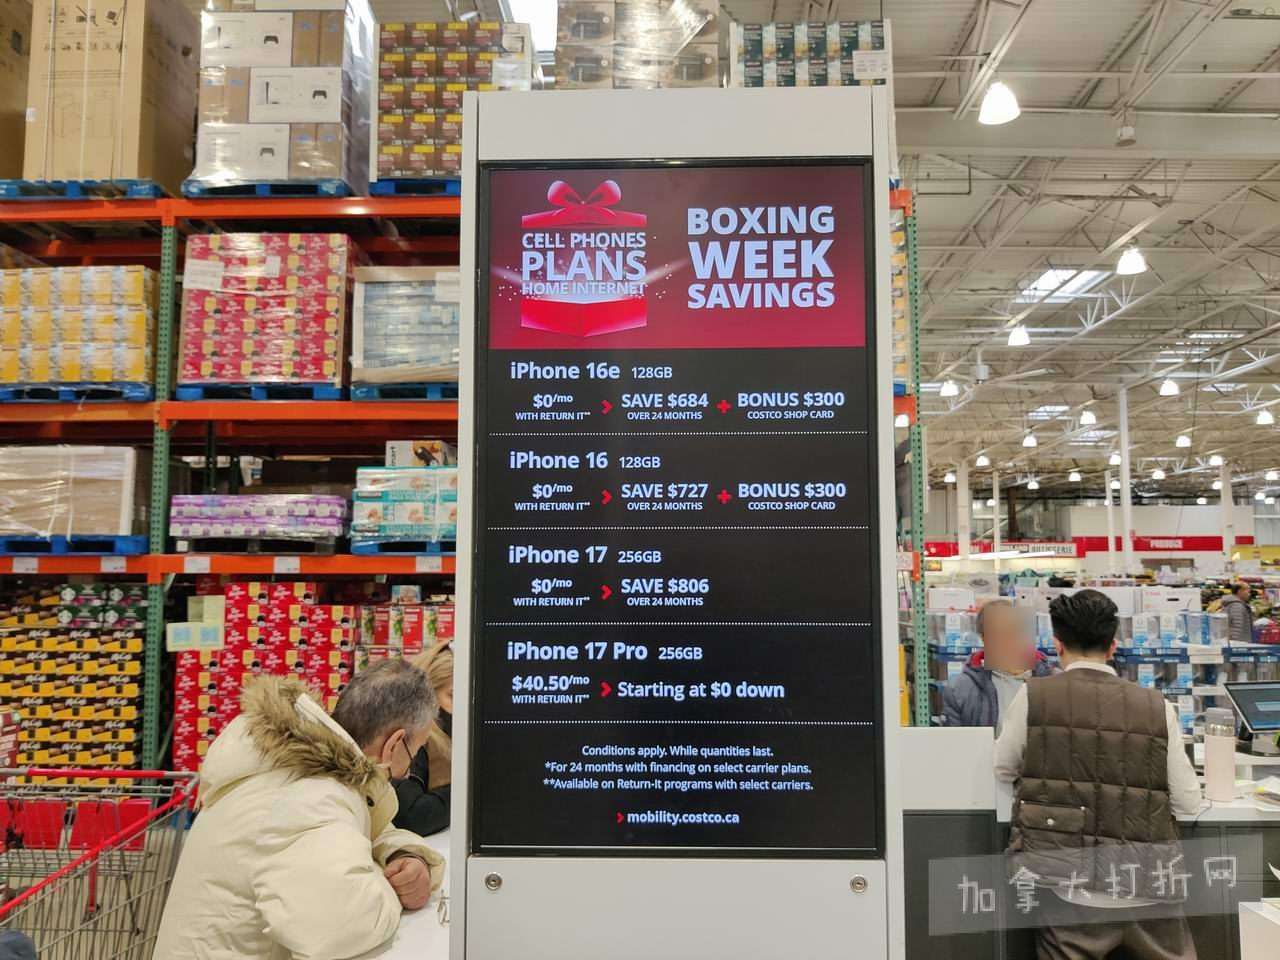 CELL PHONES
PLANS
HOME INTERNET
BOXING
WEEK
SAVINGS
iPhone 16e 128GB
$0/mo
WITH RETURN IT**
SAVE $684
OVER 24 MONTHS
BONUS $300
COSTCO SHOP CARD
iPhone 16 128GB
$0/mo
WITH RETURN IT**
SAVE $727
OVER 24 MONTHS
BONUS $300
COSTCO SHOP CARD
iPhone 17 256GB
$0/mo
WITH RETURN IT**
SAVE $806
OVER 24 MONTHS
iPhone 17 Pro 256GB
$40.50/mo
WITH RETURN IT**
Starting at $0 down
Conditions apply. While quantities last.
*For 24 months with financing on select carrier plans.
**Available on Return-It programs with select carriers.
mobility.costco.ca
PRODUCE
加拿大打折网